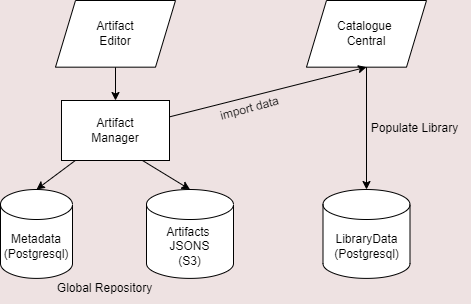 Artifact
Editor
Catalogue
Central
Artifact
Manager
import data
Populate Library
Metadata
(Postgresql)
Artifacts
JSONS
(S3)
LibraryData
(Postgresql)
Global Repository